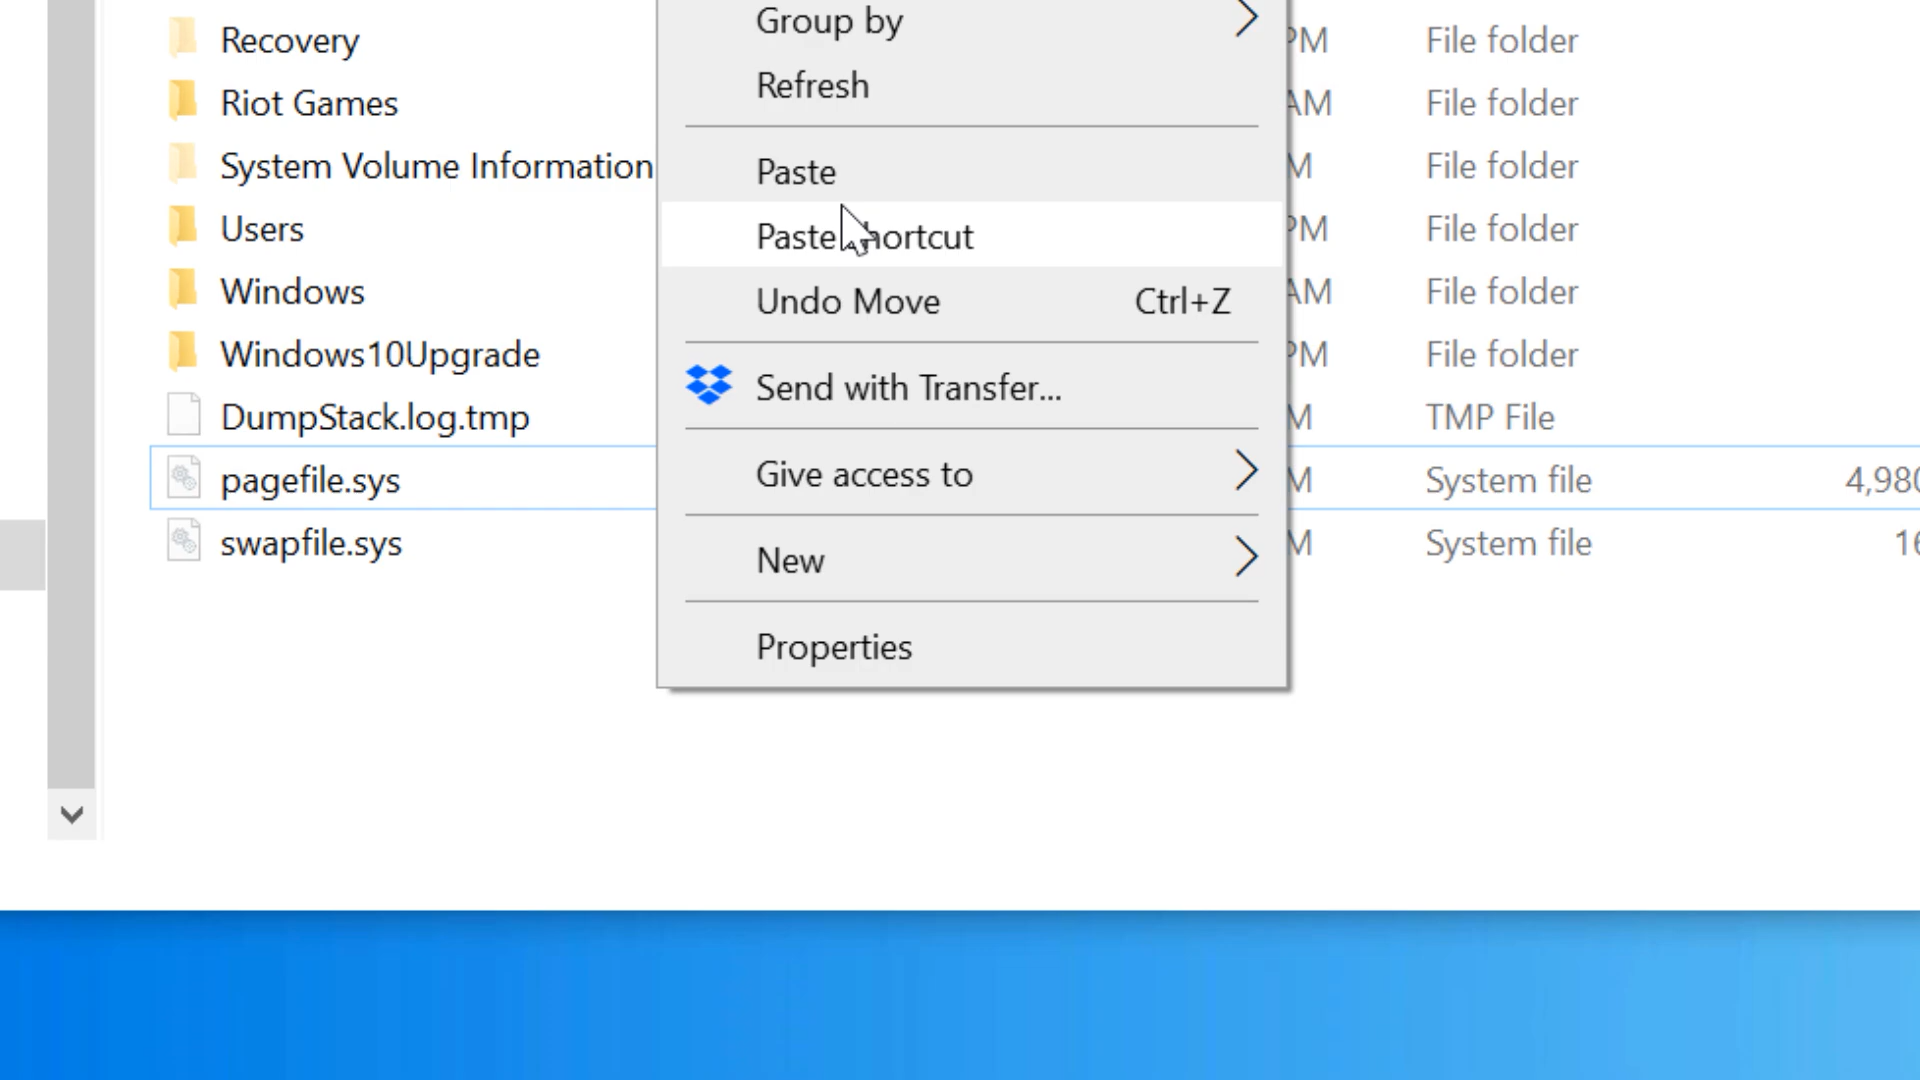 Recovery
Riot Games
System Volume Information
Users
Windows
Windows10Upgrade
DumpStack.log.tmp
pagefile.sys
swapfile.sys
Group by
Refresh
Paste
Paste shortcut
Undo Move Ctrl+Z
Send with Transfer...
Give access to
New
Properties
PM File folder
AM File folder
M File folder
PM File folder
AM File folder
PM File folder
M TMP File
M System file 4,980
M System file 16